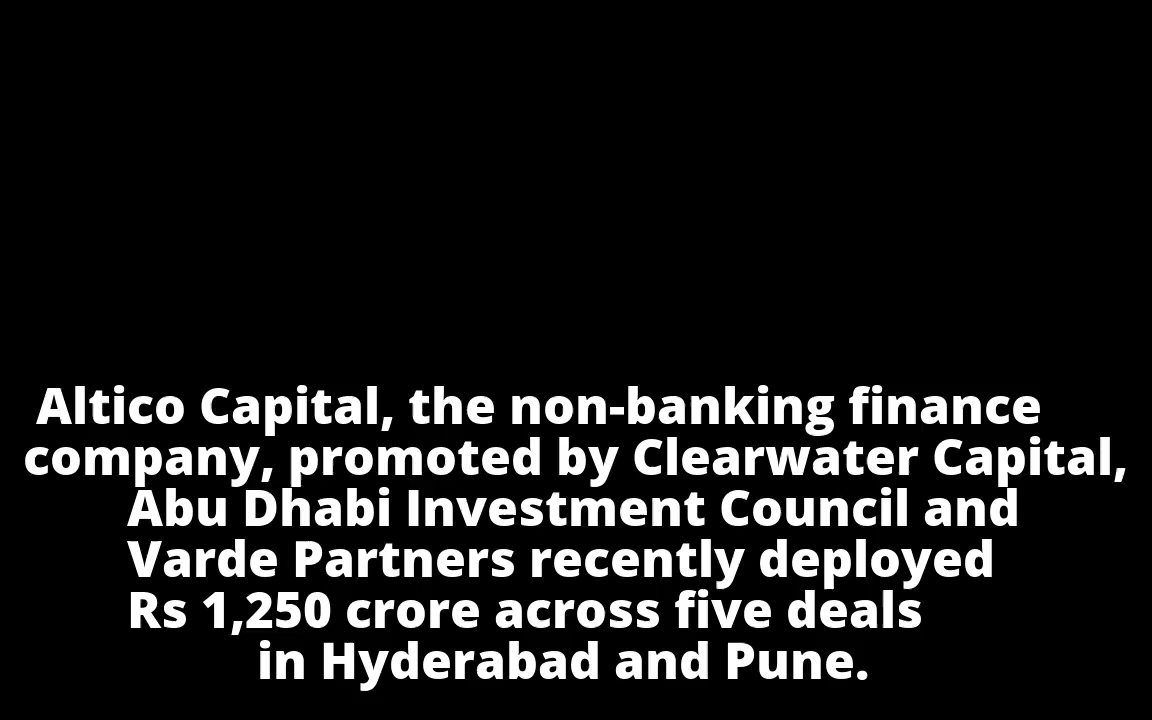 Altico Capital, the non-banking finance
company, promoted by Clearwater Capital,
Abu Dhabi Investment Council and
Varde Partners recently deployed
Rs 1,250 crore across five deals
in Hyderabad and Pune.